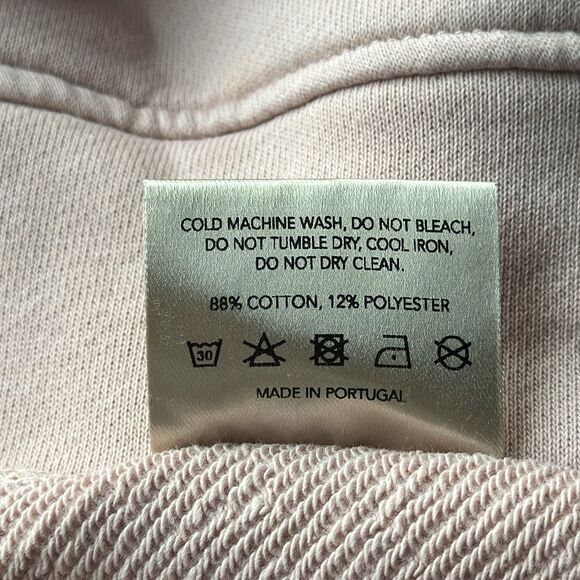 COLD MACHINE WASH, DO NOT BLEACH,
DO NOT TUMBLE DRY, COOL IRON,
DO NOT DRY CLEAN.
88% COTTON, 12% POLYESTER
30
MADE IN PORTUGAL